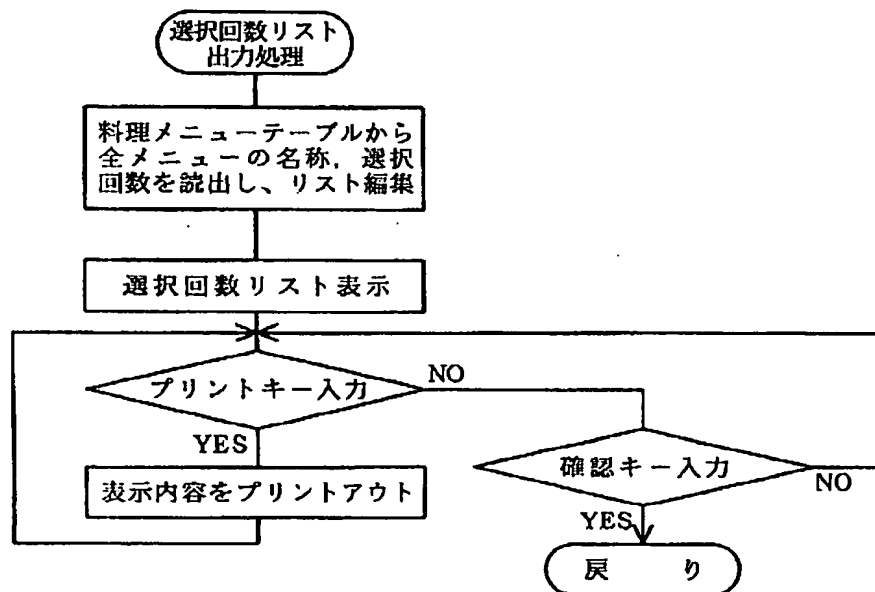 選択回数リスト
出力処理
料理メニューテーブルから
全メニューの名称，選択
回数を読出し、リスト編集
選択回数リスト表示
プリントキー入力
NO
YES
表示内容をプリントアウト
確認キー入力
NO
YES
戻 り